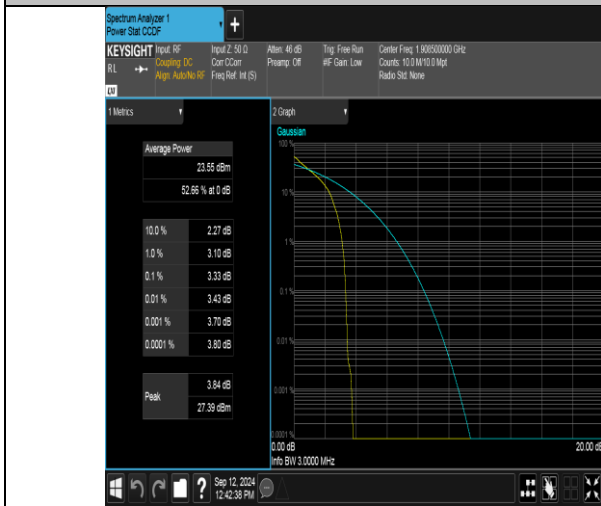 Spectrum Analyzer 1
Power Stat CCDF
+
KEYSIGHT
RL
LXI
Input: RF
Coupling: DC
Align: Auto/No RF
Input Z: 50 Ω
Corr CCorr
Freq Ref: Int (S)
Atten: 46 dB
Preamp: Off
Trig: Free Run
#IF Gain: Low
Center Freq: 1.908500000 GHz
Counts: 10.0 M/10.0 Mpt
Radio Std: None
1 Metrics
Average Power
23.55 dBm
52.66 % at 0 dB
10.0 % 2.27 dB
1.0 % 3.10 dB
0.1 % 3.33 dB
0.01 % 3.43 dB
0.001 % 3.70 dB
0.0001 % 3.80 dB
Peak
3.84 dB
27.39 dBm
2 Graph
Gaussian
100 %
10 %
1 %
0.1 %
0.01 %
0.001 %
0.0001 %
0.00 dB
20.00 dB
Info BW 3.0000 MHz
?
Sep 12, 2024
12:42:38 PM